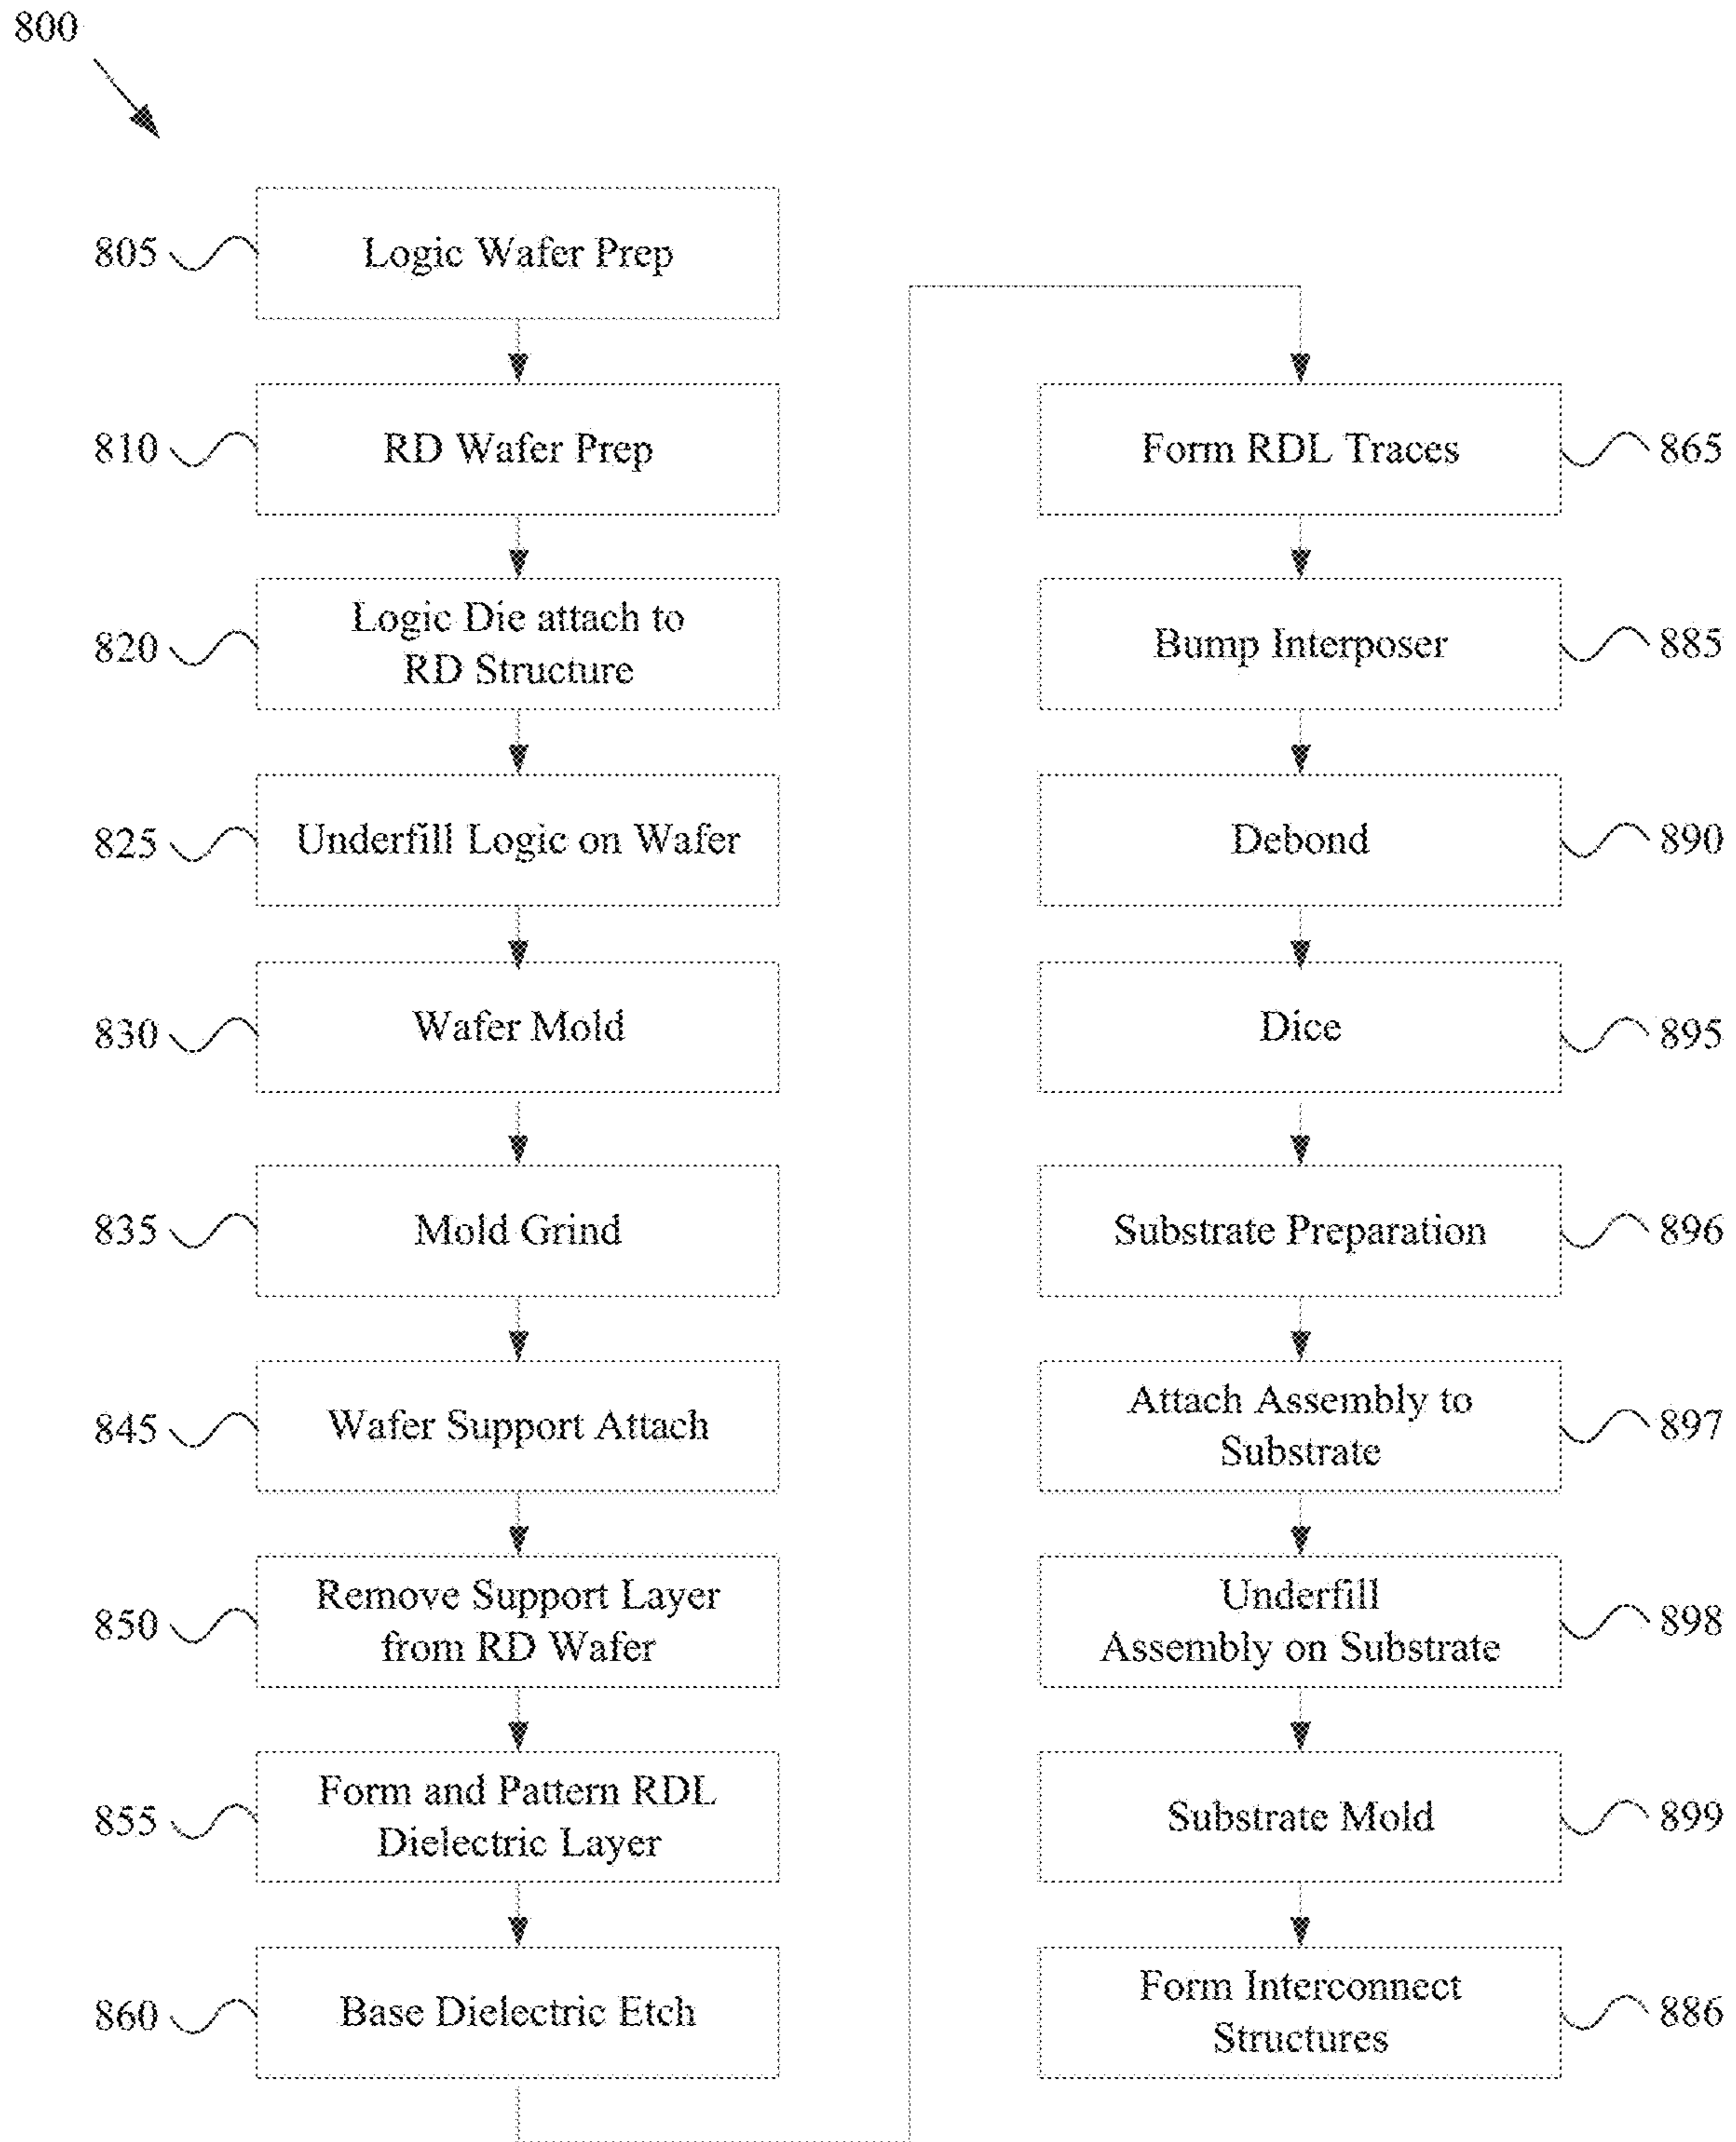 800
805
Logic Wafer Prep
810
RD Wafer Prep
820
Logic Die attach to
RD Structure
825
Underfill Logic on Wafer
830
Wafer Mold
835
Mold Grind
845
Wafer Support Attach
850
Remove Support Layer
from RD Wafer
855
Form and Pattern RDL
Dielectric Layer
860
Base Dielectric Etch
Form RDL Traces
865
Bump Interposer
885
Debond
890
Dice
895
Substrate Preparation
896
Attach Assembly to
Substrate
897
Underfill
Assembly on Substrate
898
Substrate Mold
899
Form Interconnect
Structures
886